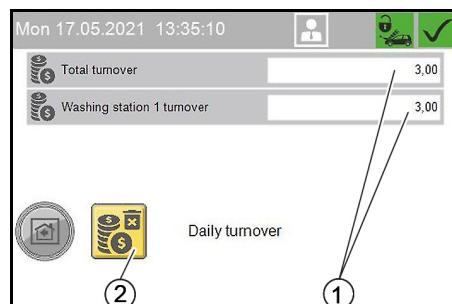 Mon 17.05.2021 13:35:10
Total turnover 3,00
Washing station 1 turnover 3,00
Daily turnover
2 1